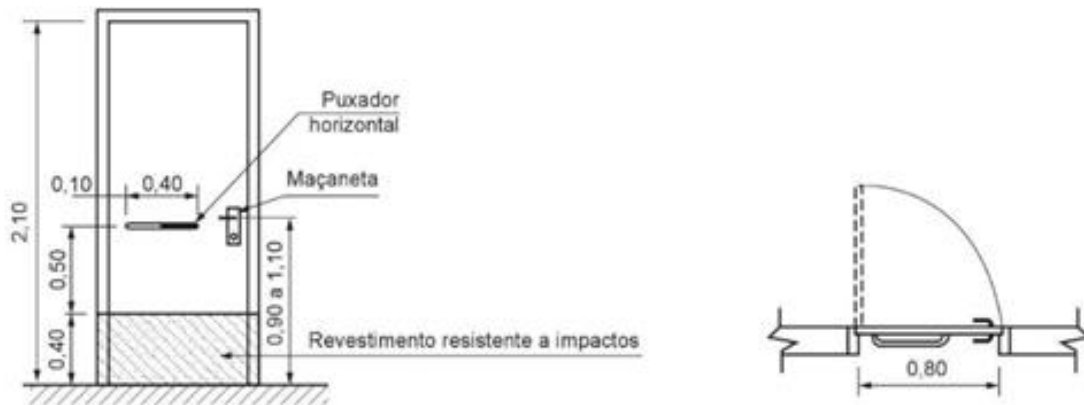 Puxador
horizontal
0,10
0,40
Maçaneta
2,10
0,50
0,90 a 1,10
0,40
Revestimento resistente a impactos
0,80